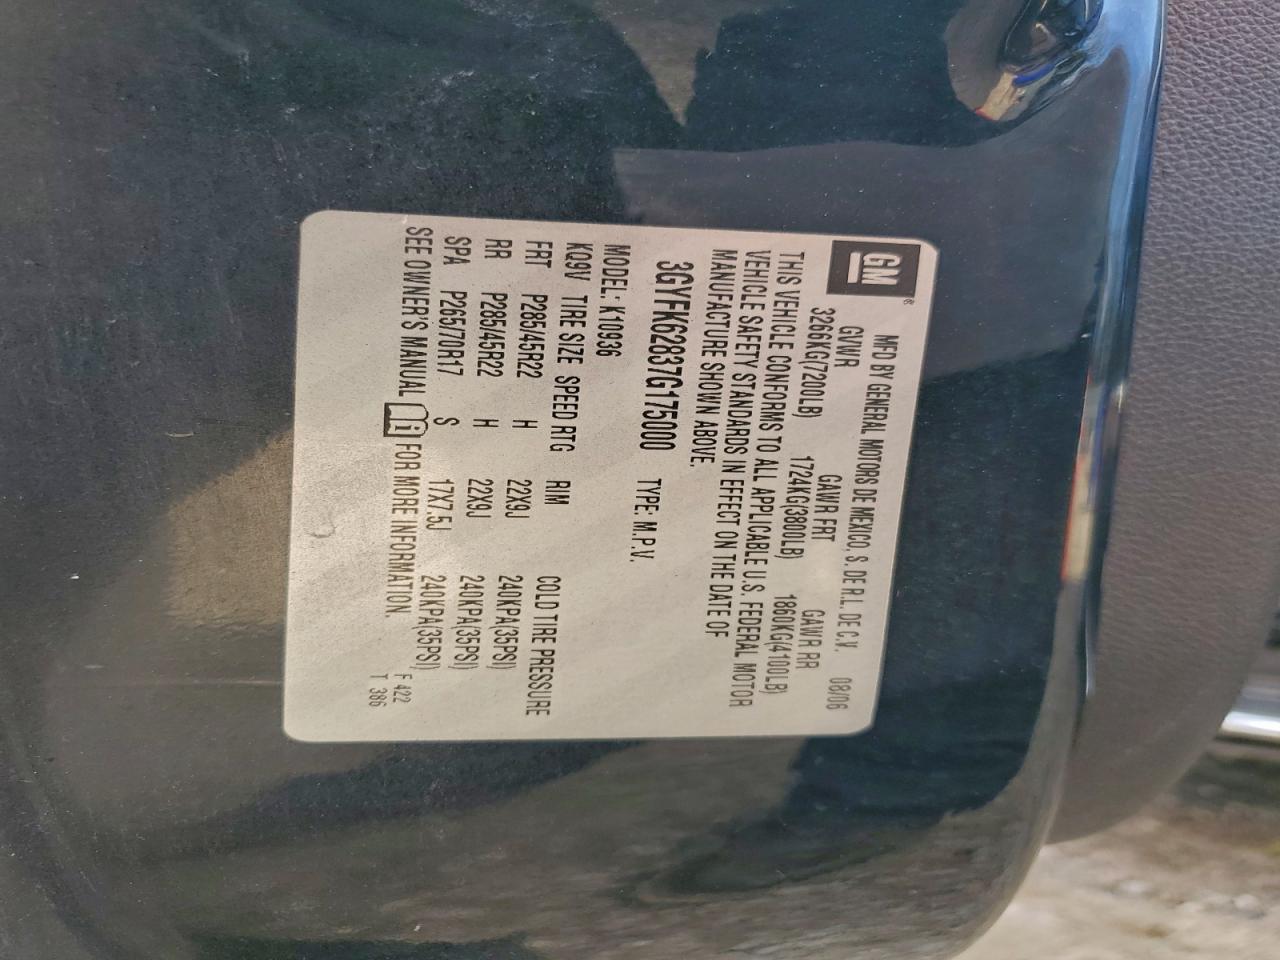 GM®
MFD BY GENERAL MOTORS DE MEXICO, S. DE R.L. DE C.V. 08/06
GVWR GAWR FRT GAWR RR
3266KG(7200LB) 1724KG(3800LB) 1860KG(4100LB)
THIS VEHICLE CONFORMS TO ALL APPLICABLE U.S. FEDERAL MOTOR
VEHICLE SAFETY STANDARDS IN EFFECT ON THE DATE OF
MANUFACTURE SHOWN ABOVE.
3GYFK62837G175000 TYPE: M.P.V.
MODEL: K10936
KQ9V TIRE SIZE SPEED RTG RIM COLD TIRE PRESSURE
FRT P285/45R22 H 22X9J 240KPA(35PSI)
RR P285/45R22 H 22X9J 240KPA(35PSI)
SPA P265/70R17 S 17X7.5J 240KPA(35PSI)
SEE OWNER'S MANUAL FOR MORE INFORMATION.
F 422
T 386